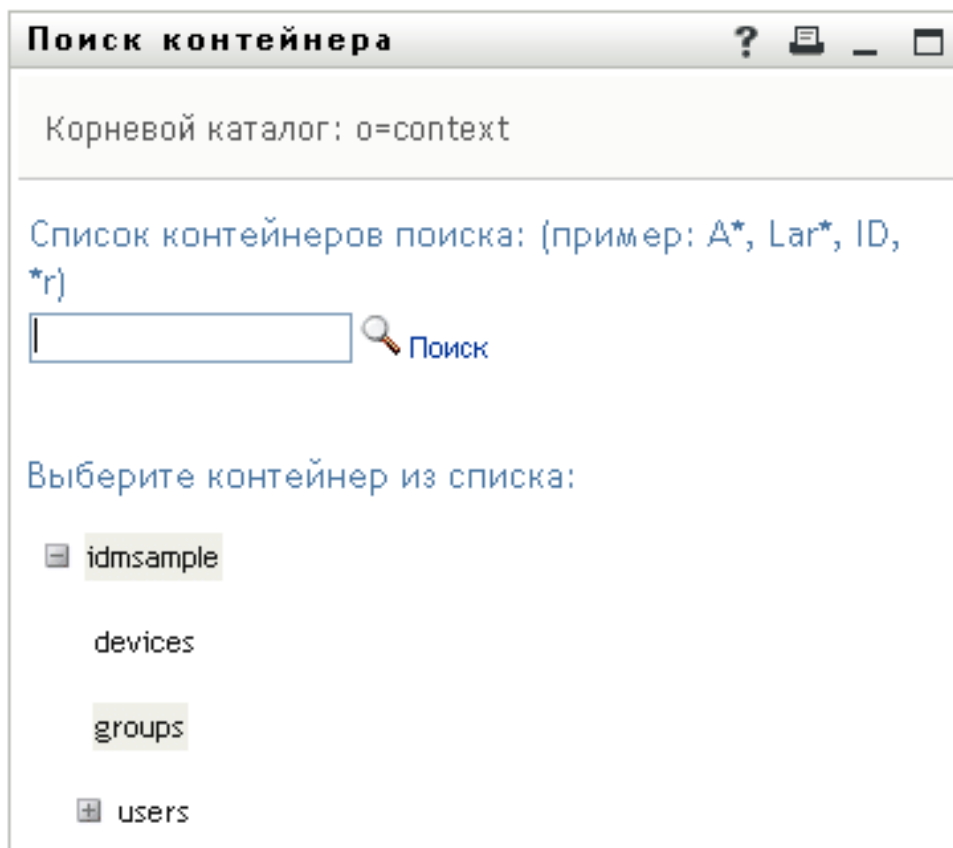 Поиск контейнера ?
Корневой каталог: o=context
Список контейнеров поиска: (пример: A*, Lar*, ID,
*r)
Поиск
Выберите контейнер из списка:
idmsample
devices
groups
users